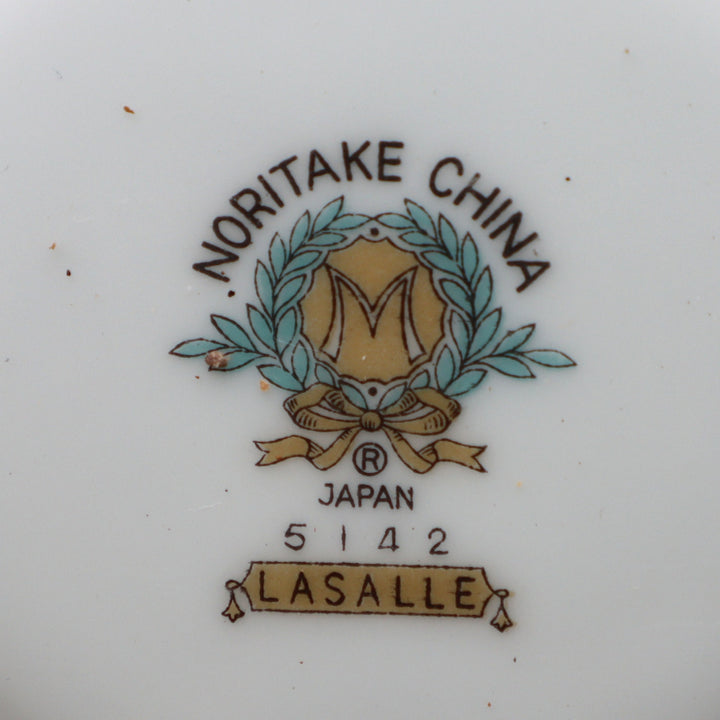 NORITAKE CHINA
M
®
JAPAN
5142
LASALLE